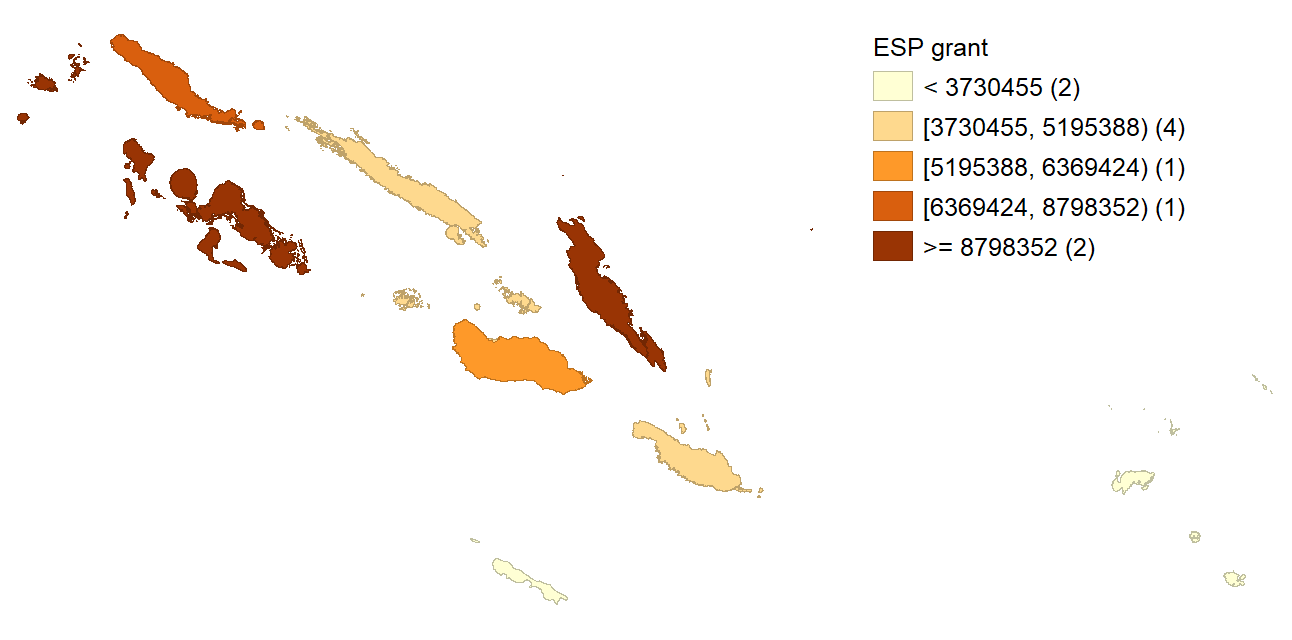 ESP grant
< 3730455 (2)
[3730455, 5195388) (4)
[5195388, 6369424) (1)
[6369424, 8798352) (1)
>= 8798352 (2)